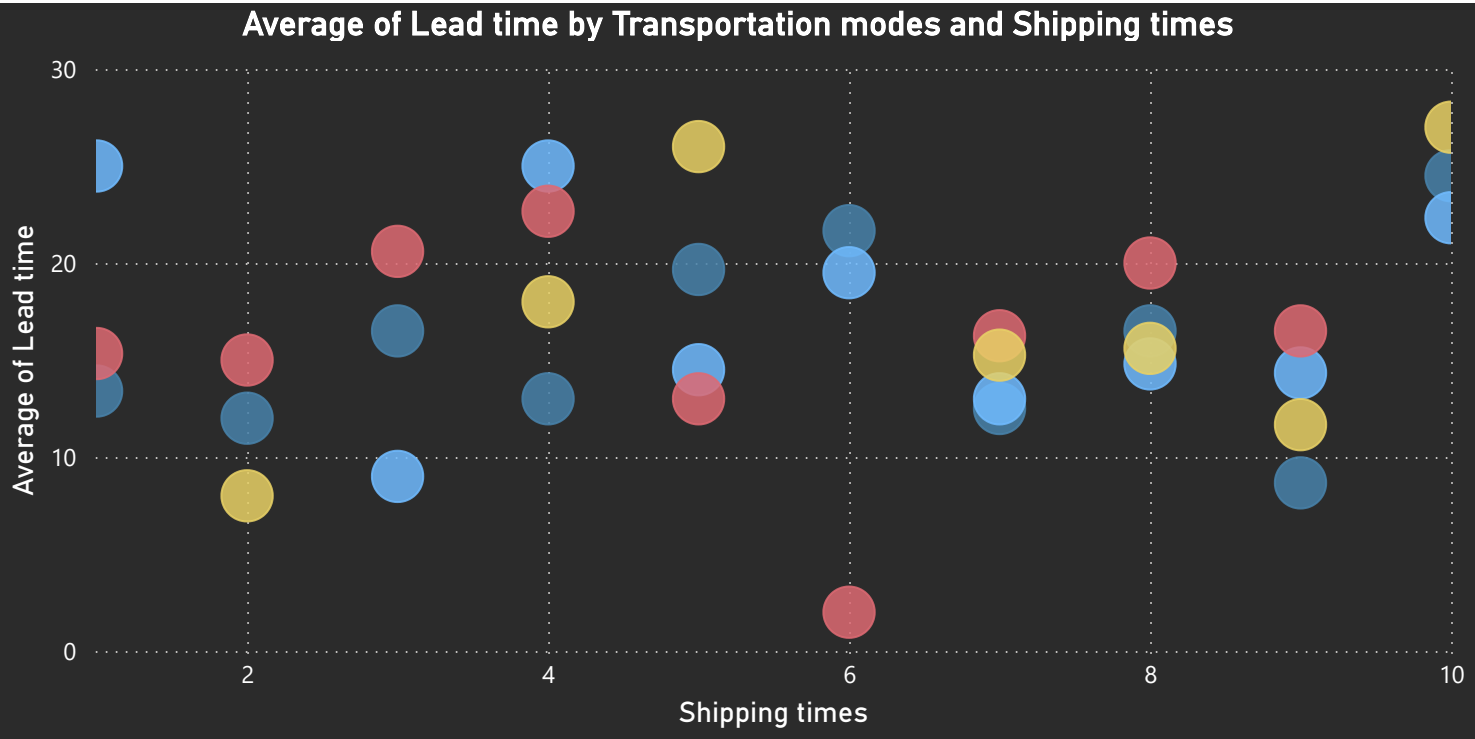 Average of Lead time by Transportation modes and Shipping times
30
20
10
0
Average of Lead time
2 4 6 8 10
Shipping times